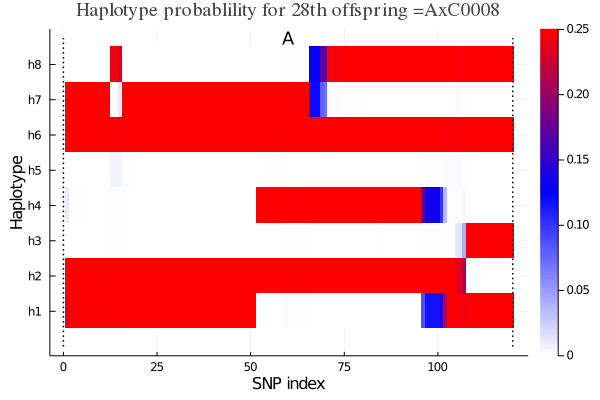 Haplotype probablility for 28th offspring =AxC0008
A
h8
h7
h6
h5
h4
h3
h2
h1
Haplotype
0 25 50 75 100
SNP index
0.25
0.20
0.15
0.10
0.05
0